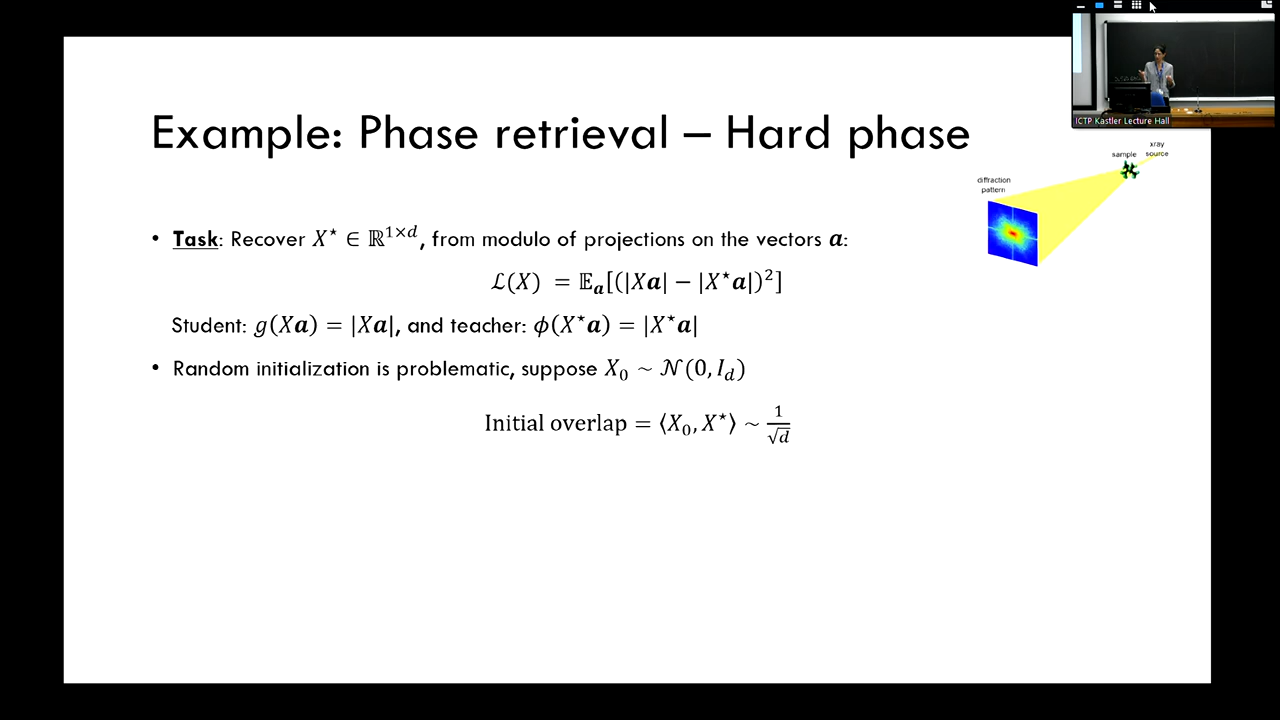 ICTP Kastler Lecture Hall
Example: Phase retrieval – Hard phase
xray
source
sample
diffraction
pattern
• Task: Recover 𝑋⋆ ∈ ℝ^{1×𝑑}, from modulo of projections on the vectors 𝒂:
ℒ(𝑋) = 𝔼_𝒂[(|𝑋𝒂| − |𝑋⋆𝒂|)²]
Student: 𝑔(𝑋𝒂) = |𝑋𝒂|, and teacher: 𝜙(𝑋⋆𝒂) = |𝑋⋆𝒂|
• Random initialization is problematic, suppose 𝑋₀ ~ 𝒩(0, 𝐼_𝑑)
Initial overlap = ⟨𝑋₀, 𝑋⋆⟩ ~ 1/√𝑑